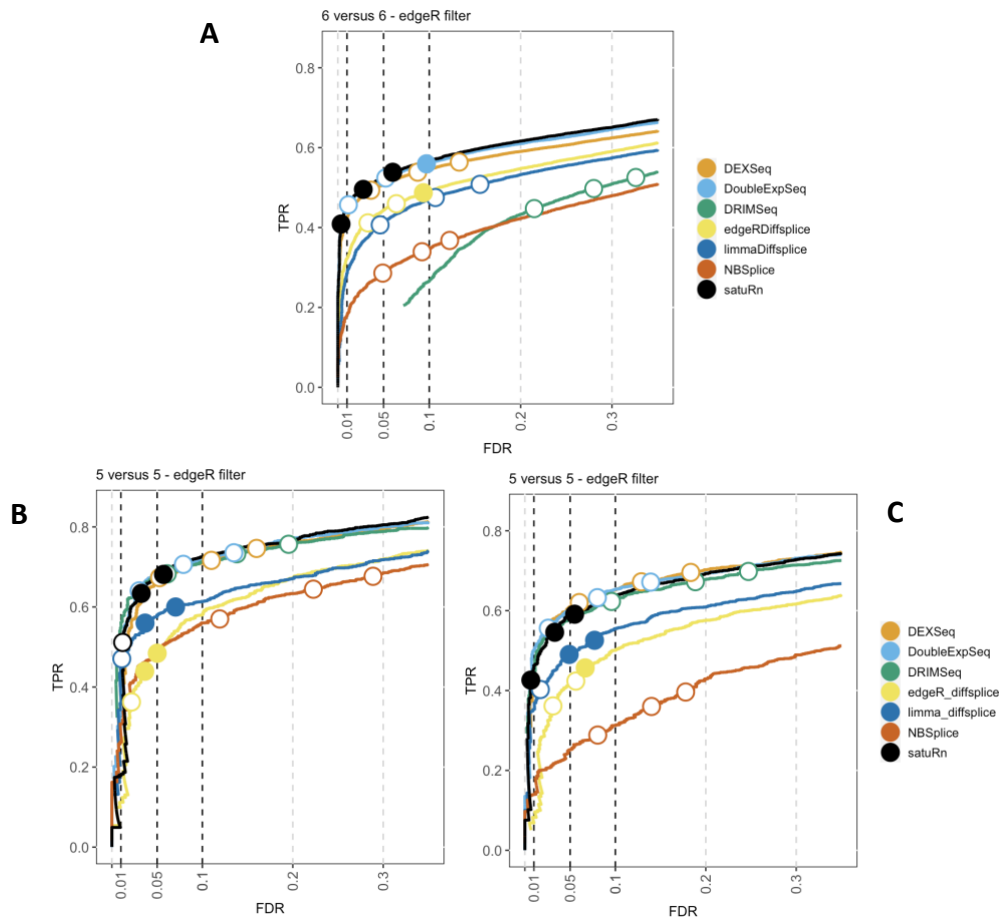 A
6 versus 6 - edgeR filter
TPR
0.8
0.6
0.4
0.2
0.0
0.01
0.05
0.1
0.2
0.3
FDR
DEXSeq
DoubleExpSeq
DRIMSeq
edgeRDiffsplice
limmaDiffsplice
NBSplice
satuRn
B
5 versus 5 - edgeR filter
TPR
0.8
0.6
0.4
0.2
0.0
0.01
0.05
0.1
0.2
0.3
FDR
C
5 versus 5 - edgeR filter
TPR
0.8
0.6
0.4
0.2
0.0
0.01
0.05
0.1
0.2
0.3
FDR
DEXSeq
DoubleExpSeq
DRIMSeq
edgeR_diffsplice
limma_diffsplice
NBSplice
satuRn